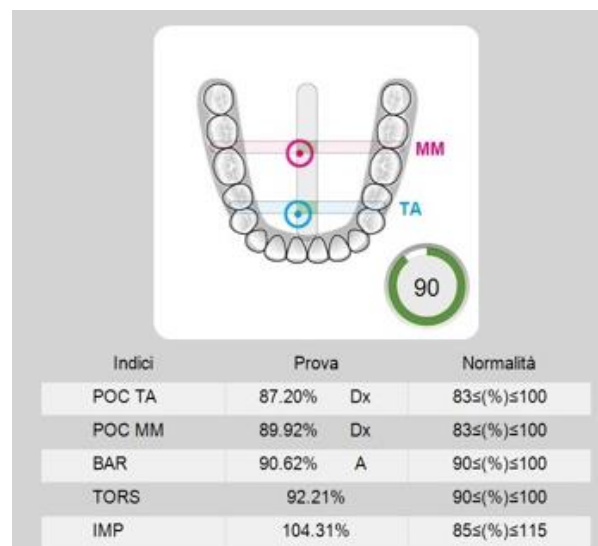 MM
TA
90
Indici Prova Normalità
POC TA 87.20% Dx 83≤(%)≤100
POC MM 89.92% Dx 83≤(%)≤100
BAR 90.62% A 90≤(%)≤100
TORS 92.21% 90≤(%)≤100
IMP 104.31% 85≤(%)≤115